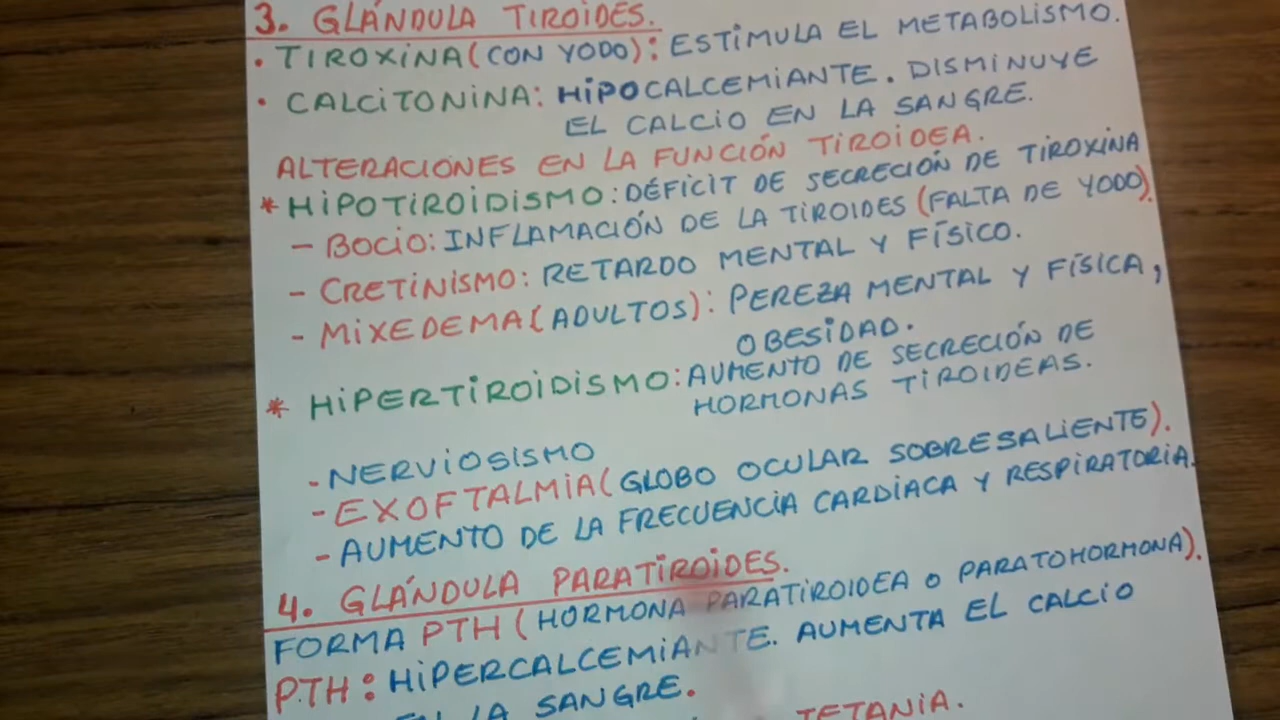 3. GLÁNDULA TIROIDES.
• TIROXINA (CON YODO): ESTIMULA EL METABOLISMO.
• CALCITONINA: HIPOCALCEMIANTE. DISMINUYE
EL CALCIO EN LA SANGRE.
ALTERACIONES EN LA FUNCIÓN TIROIDEA.
* HIPOTIROIDISMO: DÉFICIT DE SECRECIÓN DE TIROXINA
- BOCIO: INFLAMACIÓN DE LA TIROIDES (FALTA DE YODO).
- CRETINISMO: RETARDO MENTAL Y FÍSICO.
- MIXEDEMA (ADULTOS): PEREZA MENTAL Y FÍSICA,
OBESIDAD.
* HIPERTIROIDISMO: AUMENTO DE SECRECIÓN DE
HORMONAS TIROIDEAS.
- NERVIOSISMO
- EXOFTALMIA (GLOBO OCULAR SOBRESALIENTE).
- AUMENTO DE LA FRECUENCIA CARDÍACA Y RESPIRATORIA.
4. GLÁNDULA PARATIROIDES.
FORMA PTH (HORMONA PARATIROIDEA O PARATOHORMONA).
PTH: HIPERCALCEMIANTE. AUMENTA EL CALCIO
EN LA SANGRE.
TETANIA.